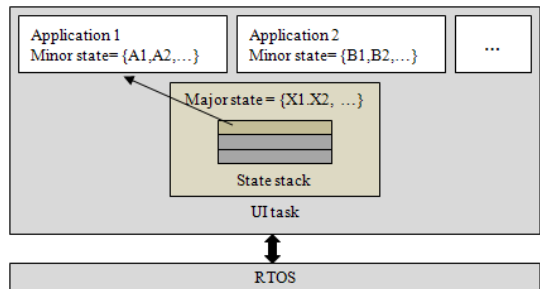 Application 1
Minor state= {A1,A2,…}
Application 2
Minor state= {B1,B2,…}
…
Major state = {X1.X2, …}
State stack
UI task
RTOS